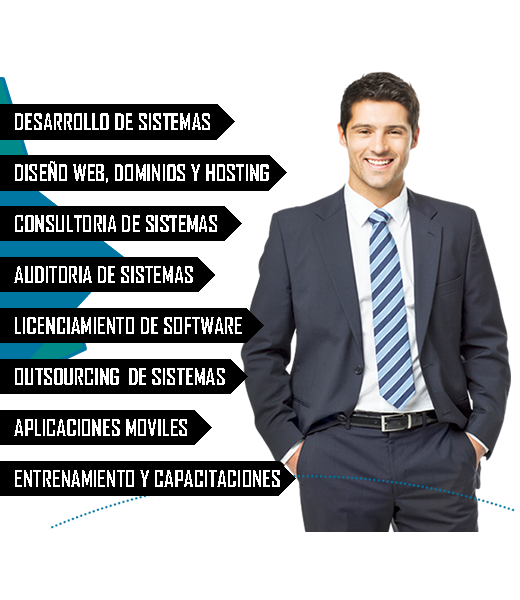 DESARROLLO DE SISTEMAS
DISEÑO WEB, DOMINIOS Y HOSTING
CONSULTORIA DE SISTEMAS
AUDITORIA DE SISTEMAS
LICENCIAMIENTO DE SOFTWARE
OUTSOURCING DE SISTEMAS
APLICACIONES MOVILES
ENTRENAMIENTO Y CAPACITACIONES